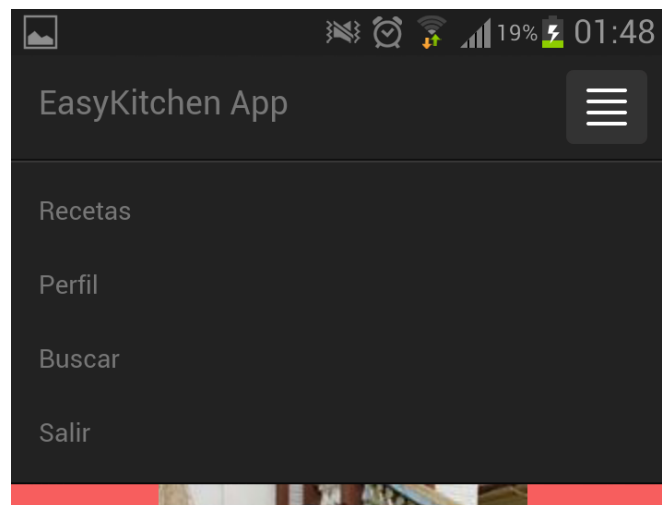 19% 01:48
EasyKitchen App
Recetas
Perfil
Buscar
Salir